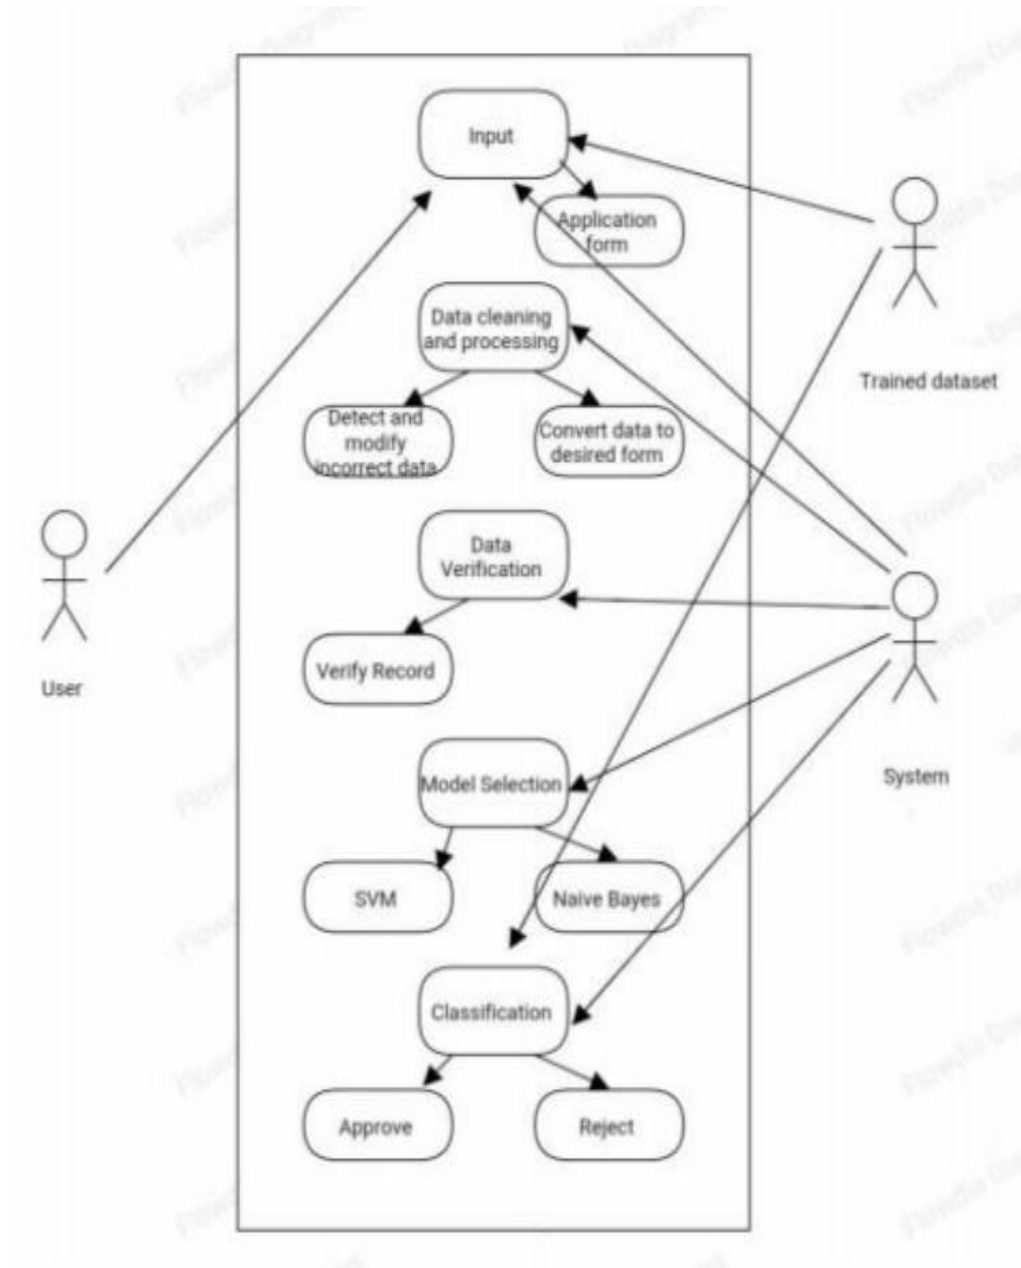 Input
Application
form
Data cleaning
and processing
Detect and
modify
incorrect data
Convert data to
desired form
Trained dataset
Data
Verification
Verify Record
User
Model Selection
System
SVM
Naive Bayes
Classification
Approve
Reject